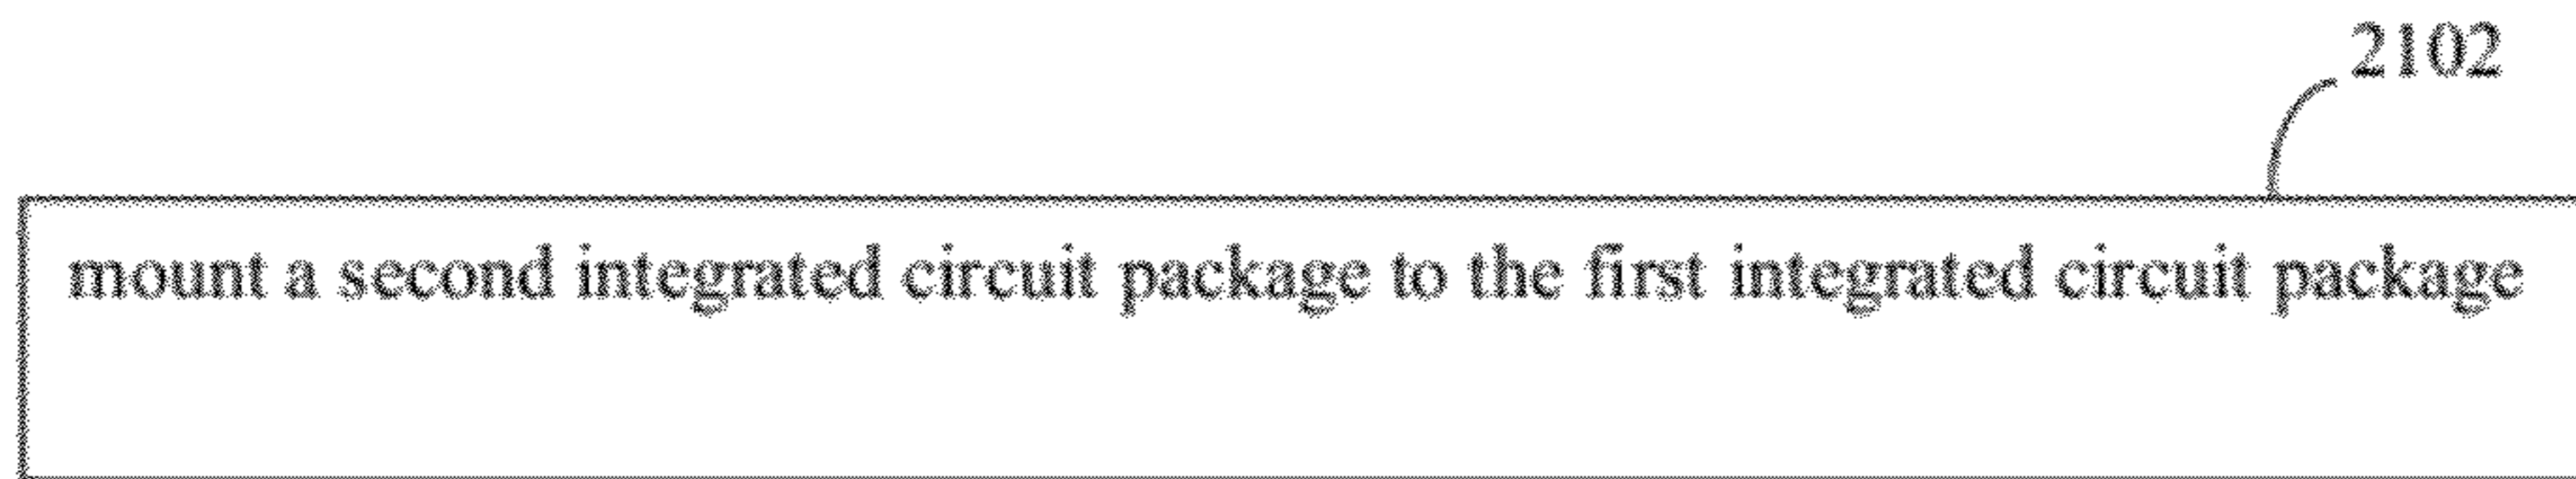 2102
mount a second integrated circuit package to the first integrated circuit package